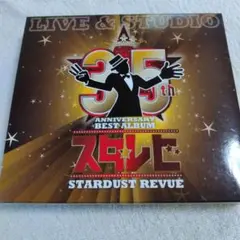 LIVE & STUDIO
35th
ANNIVERSARY
BEST ALBUM
スタ★レビ
STARDUST REVUE